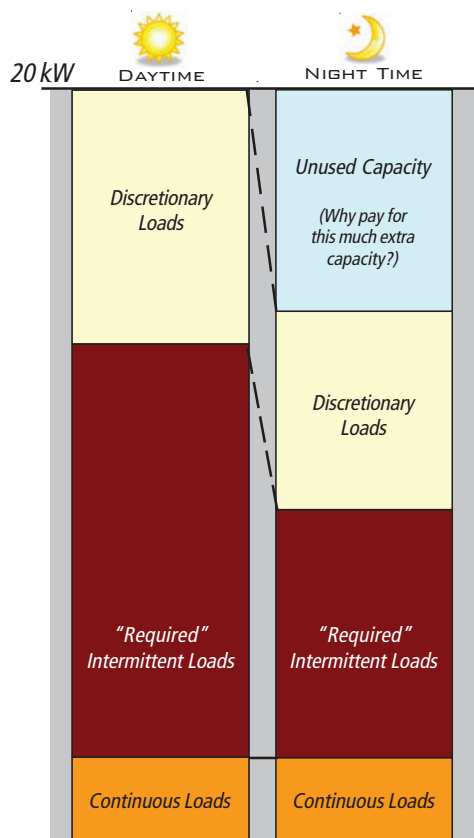 20 kW
DAYTIME
NIGHT TIME
Discretionary
Loads
"Required"
Intermittent Loads
Continuous Loads
Unused Capacity
(Why pay for
this much extra
capacity?)
Discretionary
Loads
"Required"
Intermittent Loads
Continuous Loads